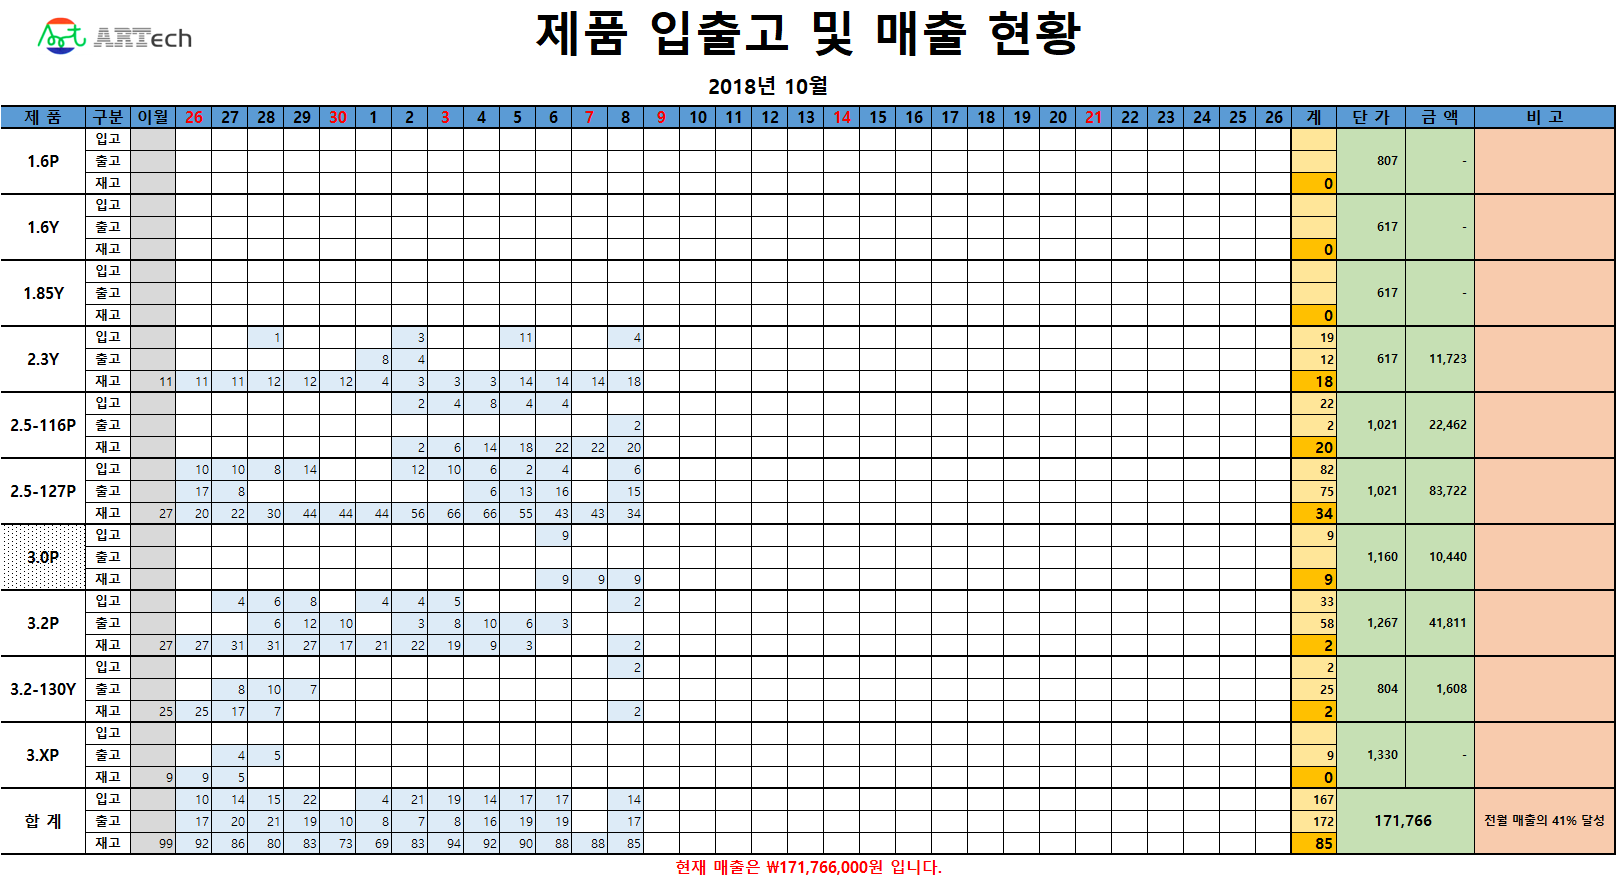 Art ARTech
제품 입출고 및 매출 현황
2018년 10월
제 품 구분 이월 26 27 28 29 30 1 2 3 4 5 6 7 8 9 10 11 12 13 14 15 16 17 18 19 20 21 22 23 24 25 26 계 단 가 금 액 비 고
입고
1.6P 출고 807 -
재고 0
입고
1.6Y 출고 617 -
재고 0
입고
1.85Y 출고 617 -
재고 0
입고 1 3 11 4 19
2.3Y 출고 8 4 12 617 11,723
재고 11 11 11 12 12 12 4 3 3 3 14 14 14 18 18
입고 2 4 8 4 4 22
2.5-116P 출고 2 2 1,021 22,462
재고 2 6 14 18 22 22 20 20
입고 10 10 8 14 12 10 6 2 4 6 82
2.5-127P 출고 17 8 6 13 16 15 75 1,021 83,722
재고 27 20 22 30 44 44 44 56 66 66 55 43 43 34 34
입고 9 9
3.0P 출고 1,160 10,440
재고 9 9 9 9
입고 4 6 8 4 4 5 2 33
3.2P 출고 6 12 10 3 8 10 6 3 58 1,267 41,811
재고 27 27 31 31 27 17 21 22 19 9 3 2 2
입고 2 2
3.2-130Y 출고 8 10 7 25 804 1,608
재고 25 25 17 7 2 2
입고
3.XP 출고 4 5 9 1,330 -
재고 9 9 5 0
입고 10 14 15 22 4 21 19 14 17 17 14 167
합 계 출고 17 20 21 19 10 8 7 8 16 19 19 17 172 171,766 전월 매출의 41% 달성
재고 99 92 86 80 83 73 69 83 94 92 90 88 88 85 85
현재 매출은 ₩171,766,000원 입니다.